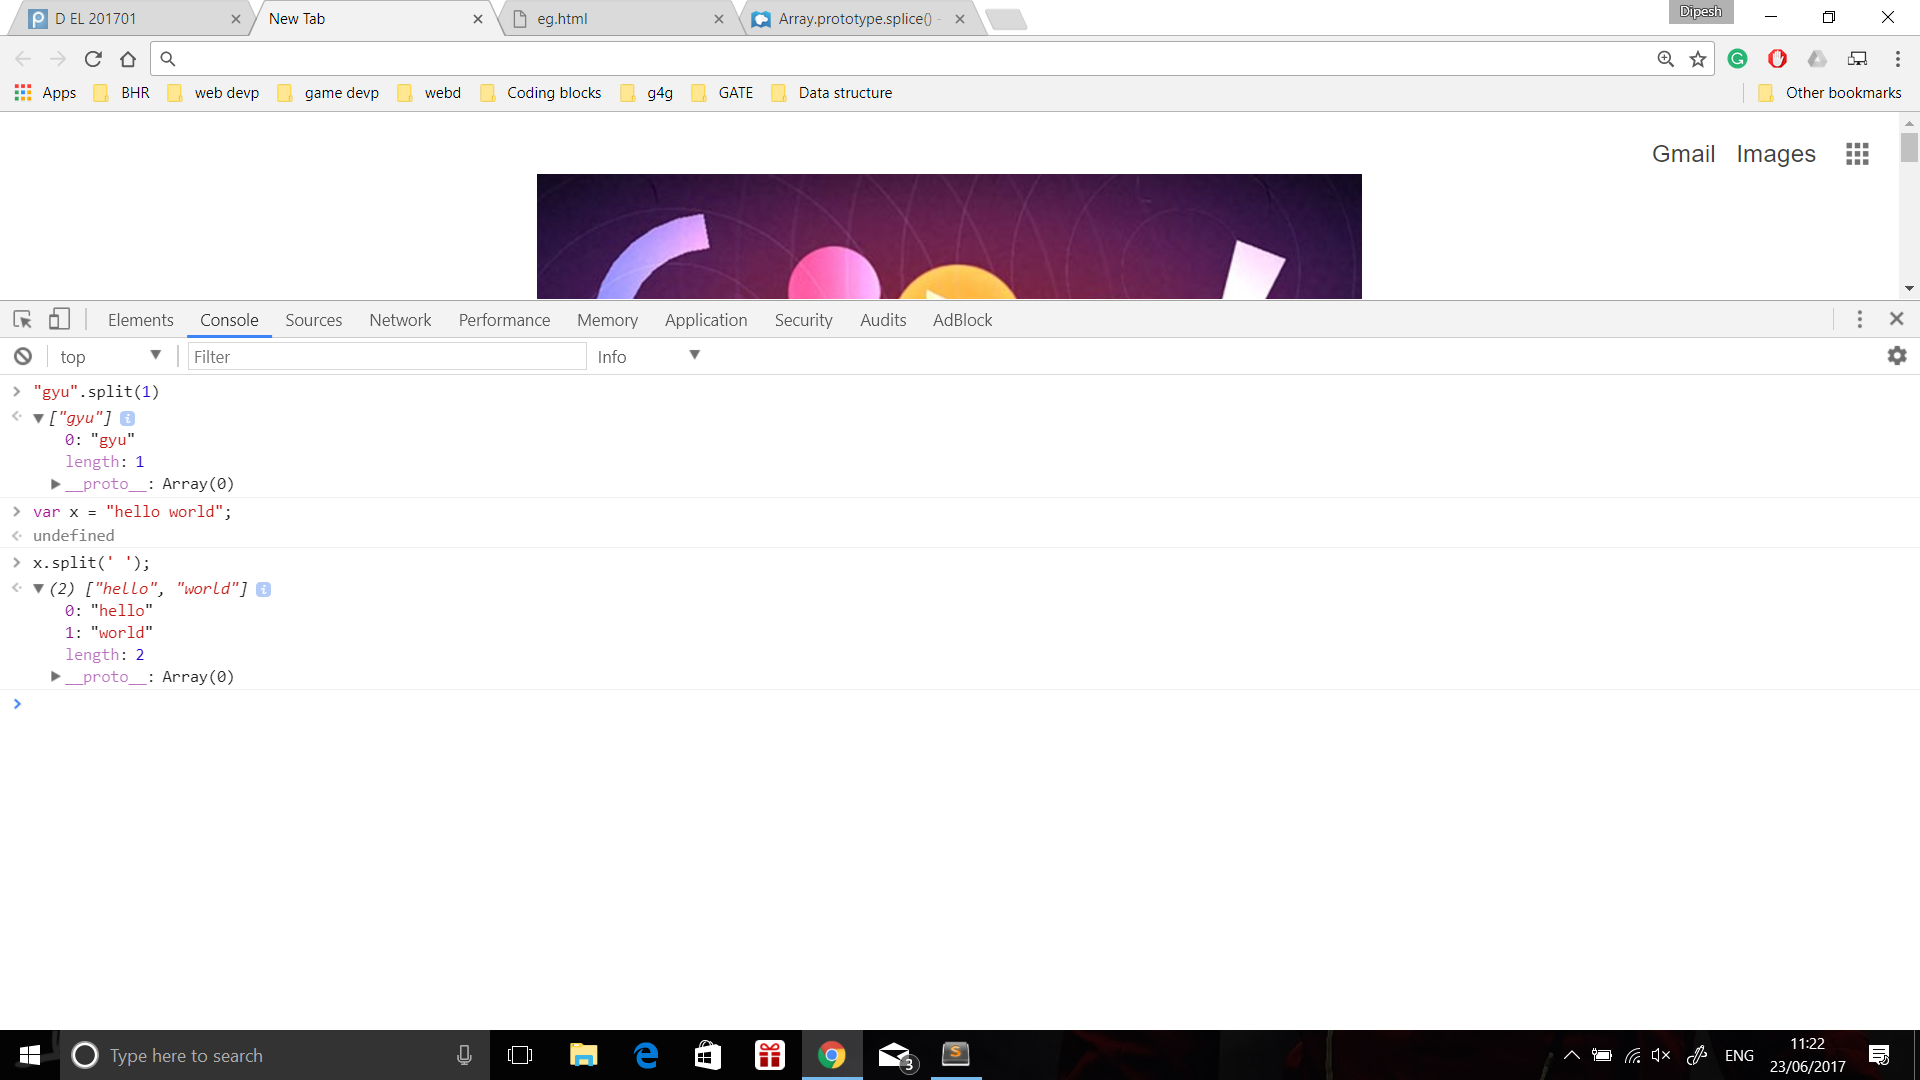 D EL 201701
New Tab
eg.html
Array.prototype.splice() -
Dipesh
Apps
BHR
web devp
game devp
webd
Coding blocks
g4g
GATE
Data structure
Other bookmarks
Gmail Images
Elements Console Sources Network Performance Memory Application Security Audits AdBlock
top
Filter
Info
"gyu".split(1)
["gyu"]
0: "gyu"
length: 1
__proto__: Array(0)
var x = "hello world";
undefined
x.split(' ');
(2) ["hello", "world"]
0: "hello"
1: "world"
length: 2
__proto__: Array(0)
Type here to search
3
ENG
11:22
23/06/2017